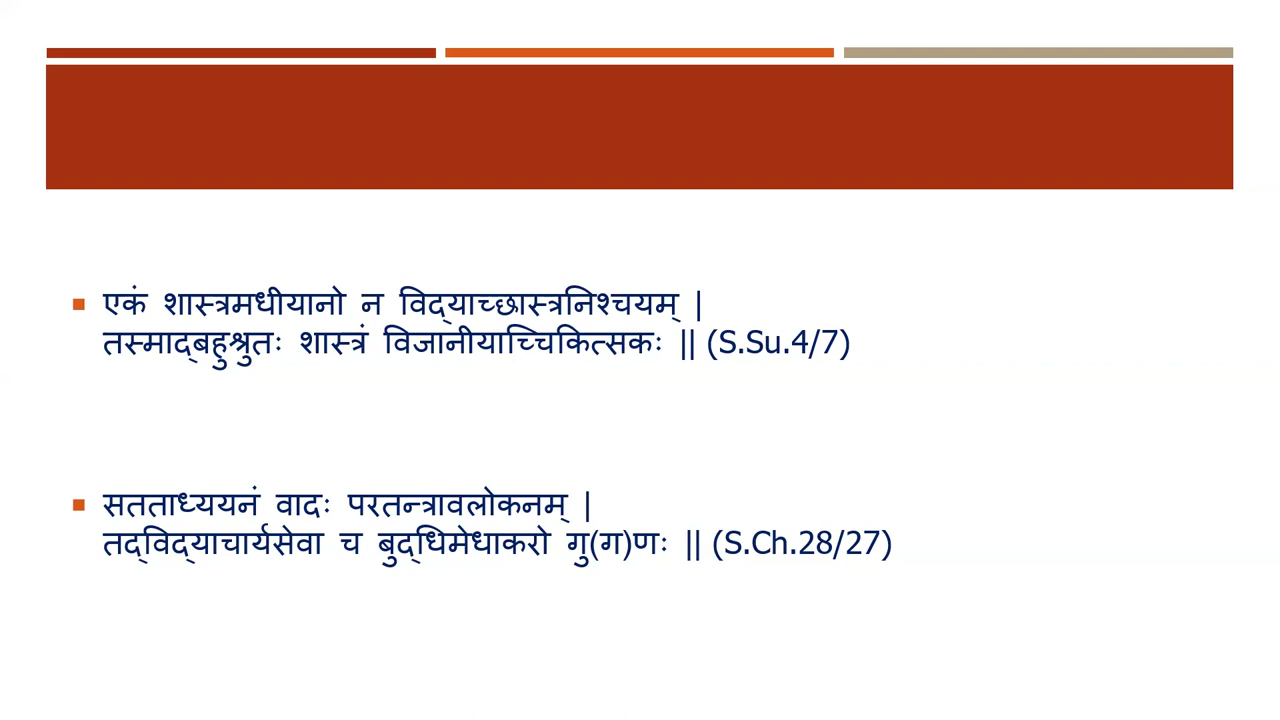 एकं शास्त्रमधीयानो न विद्याच्छास्त्रनिश्चयम् |
तस्माद्बहुश्रुतः शास्त्रं विजानीयाच्चिकित्सकः || (S.Su.4/7)
सतताध्ययनं वादः परतन्त्रावलोकनम् |
तद्विद्याचार्यसेवा च बुद्धिमेधाकरो गु(ग)णः || (S.Ch.28/27)